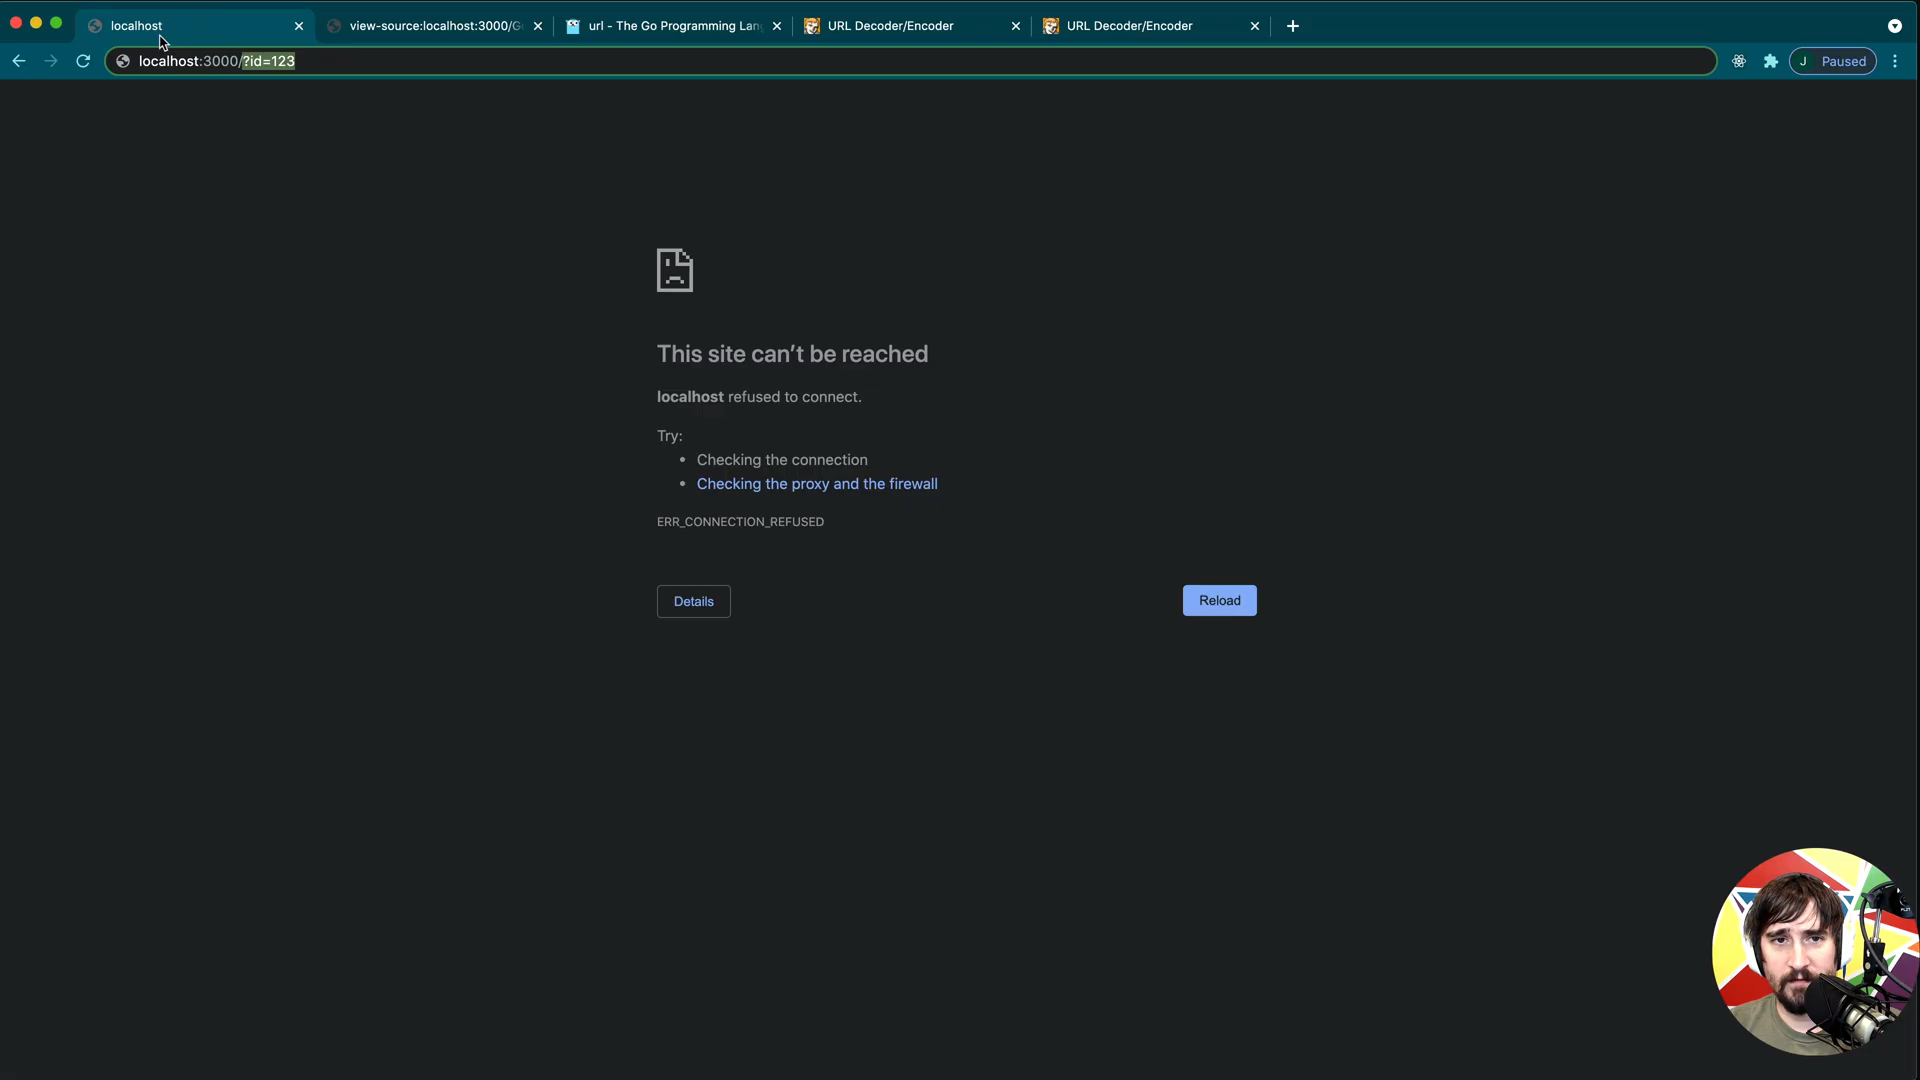 localhost
view-source:localhost:3000/G
url - The Go Programming Lan
URL Decoder/Encoder
URL Decoder/Encoder
localhost:3000/?id=123
J Paused
This site can’t be reached
localhost refused to connect.
Try:
• Checking the connection
• Checking the proxy and the firewall
ERR_CONNECTION_REFUSED
Details
Reload